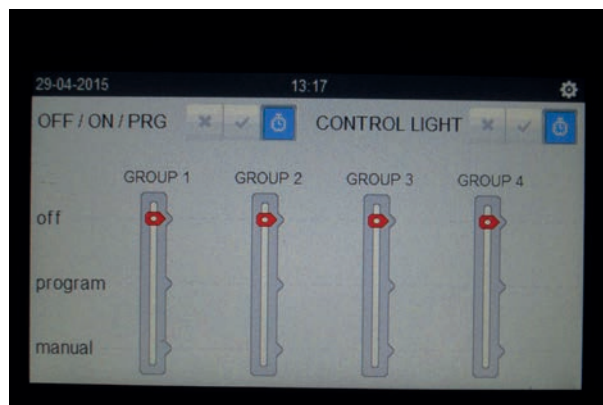 29-04-2015 13:17
OFF / ON / PRG CONTROL LIGHT
GROUP 1 GROUP 2 GROUP 3 GROUP 4
off
program
manual